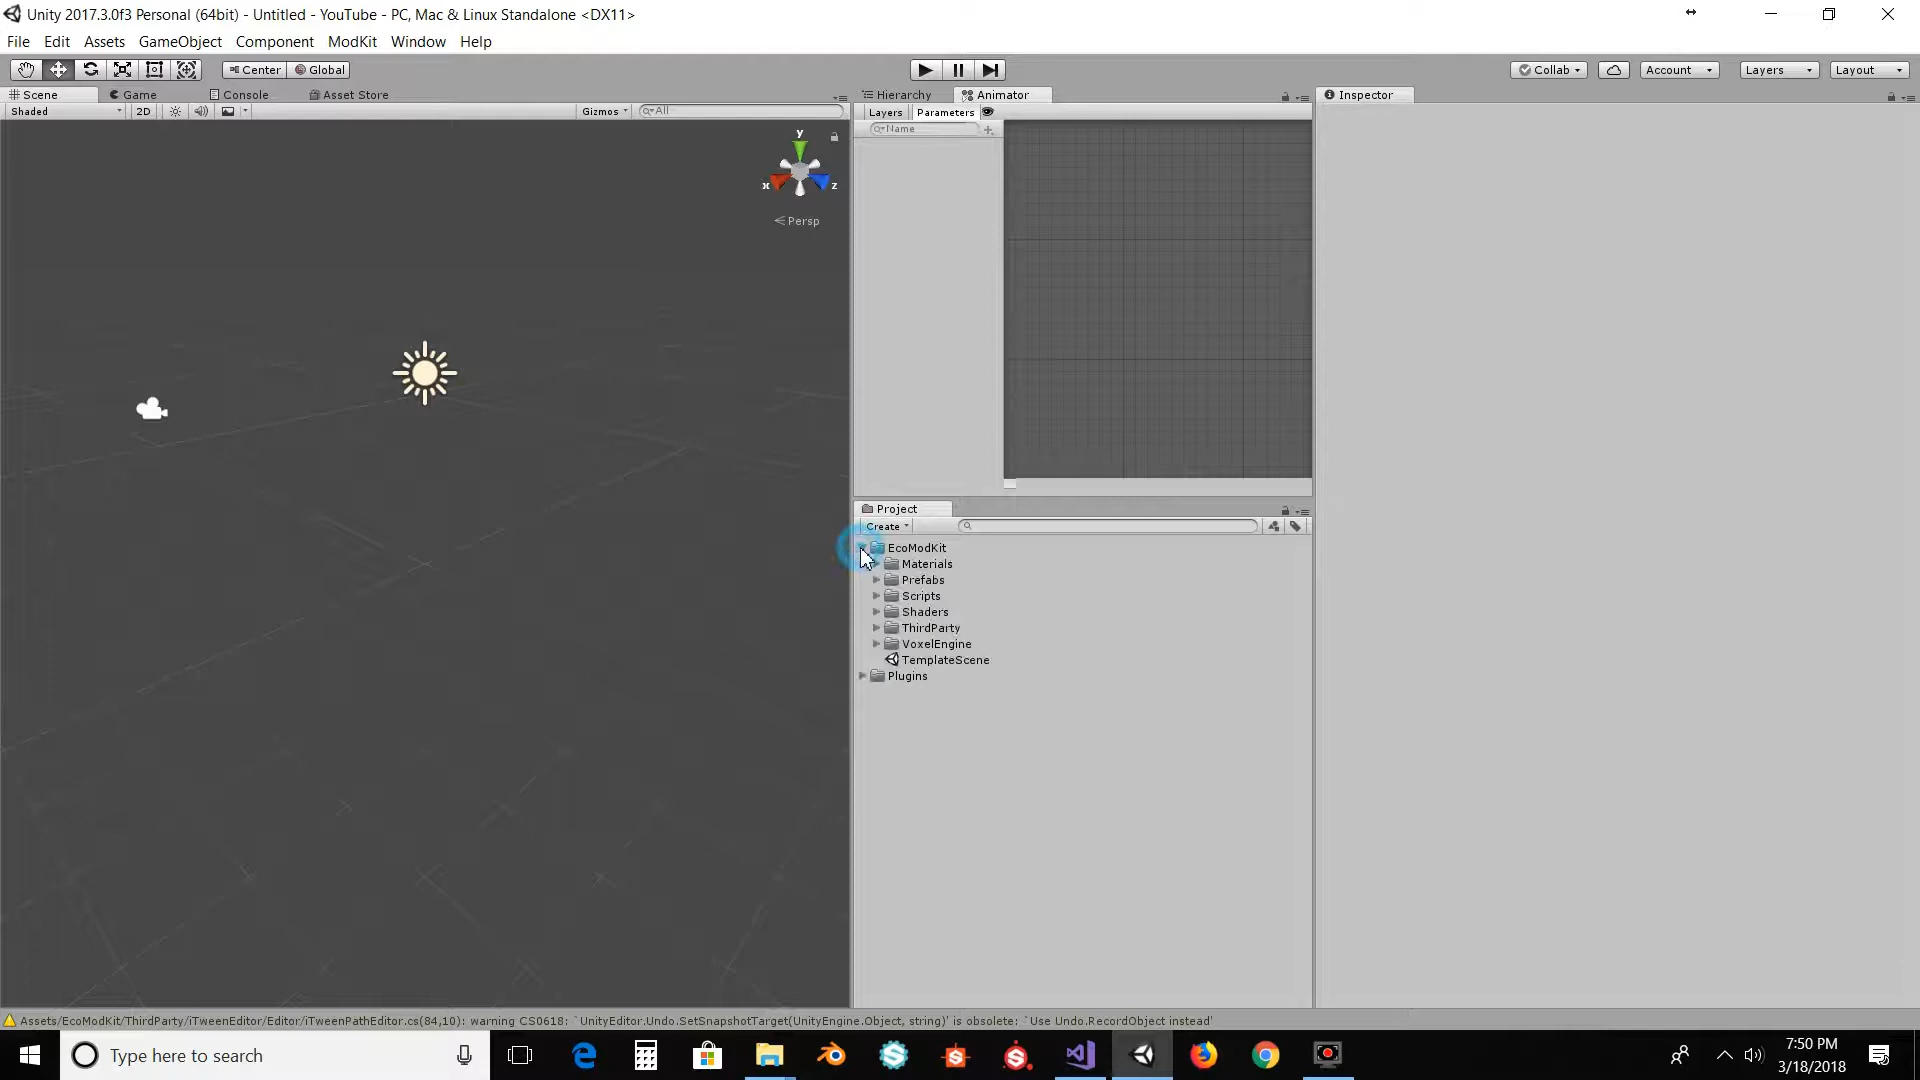 Unity 2017.3.0f3 Personal (64bit) - Untitled - YouTube - PC, Mac & Linux Standalone <DX11>
File Edit Assets GameObject Component ModKit Window Help
Center Global Collab Account Layers Layout
Scene Game Console Asset Store Hierarchy Animator Inspector
Shaded 2D Gizmos All Layers Parameters
Name
y
x z
Persp
Project
Create
EcoModKit
Materials
Prefabs
Scripts
Shaders
ThirdParty
VoxelEngine
TemplateScene
Plugins
Assets/EcoModKit/ThirdParty/iTweenEditor/Editor/iTweenPathEditor.cs(84,10): warning CS0618: `UnityEditor.Undo.SetSnapshotTarget(UnityEngine.Object, string)' is obsolete: `Use Undo.RecordObject instead'
Type here to search
7:50 PM
3/18/2018